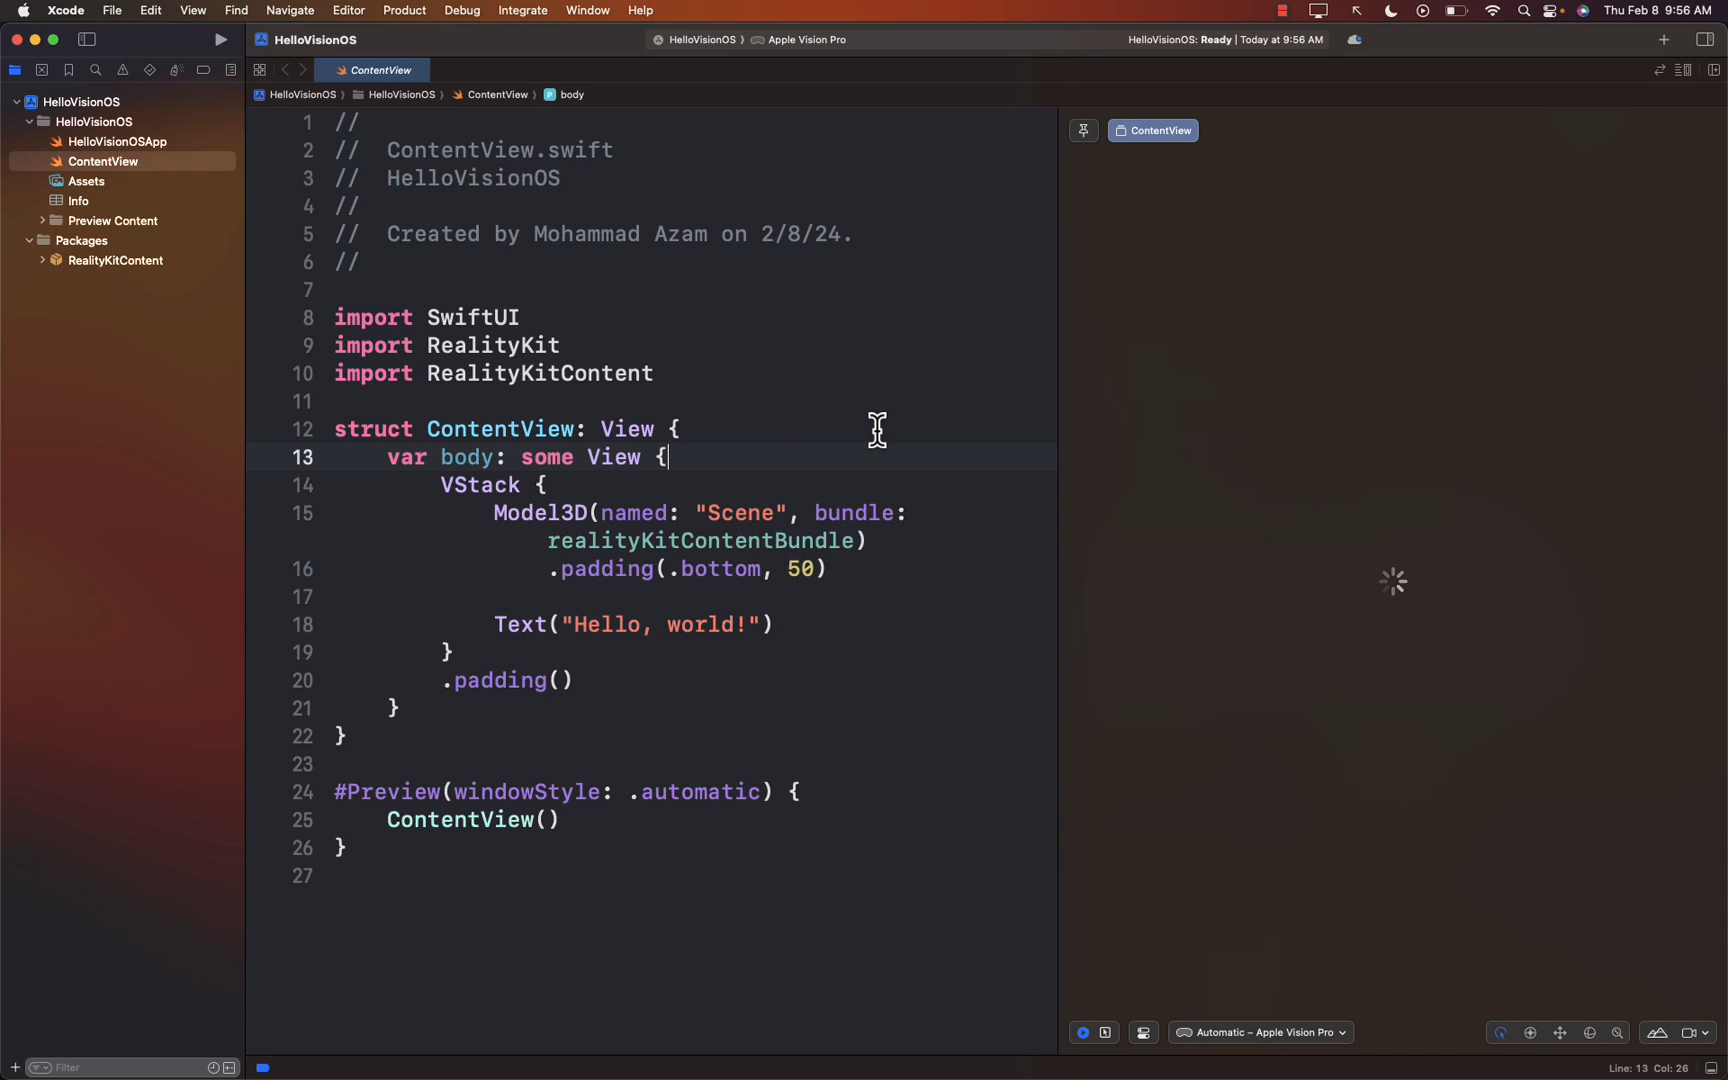 Xcode File Edit View Find Navigate Editor Product Debug Integrate Window Help Thu Feb 8 9:56 AM
HelloVisionOS HelloVisionOS Apple Vision Pro HelloVisionOS: Ready | Today at 9:56 AM
ContentView
HelloVisionOS HelloVisionOS ContentView P body
HelloVisionOS
HelloVisionOS
HelloVisionOSApp
ContentView
Assets
Info
Preview Content
Packages
RealityKitContent
Filter
1 //
2 // ContentView.swift
3 // HelloVisionOS
4 //
5 // Created by Mohammad Azam on 2/8/24.
6 //
7
8 import SwiftUI
9 import RealityKit
10 import RealityKitContent
11
12 struct ContentView: View {
13 var body: some View {
14 VStack {
15 Model3D(named: "Scene", bundle:
realityKitContentBundle)
16 .padding(.bottom, 50)
17
18 Text("Hello, world!")
19 }
20 .padding()
21 }
22 }
23
24 #Preview(windowStyle: .automatic) {
25 ContentView()
26 }
27
ContentView
Automatic – Apple Vision Pro
Line: 13 Col: 26